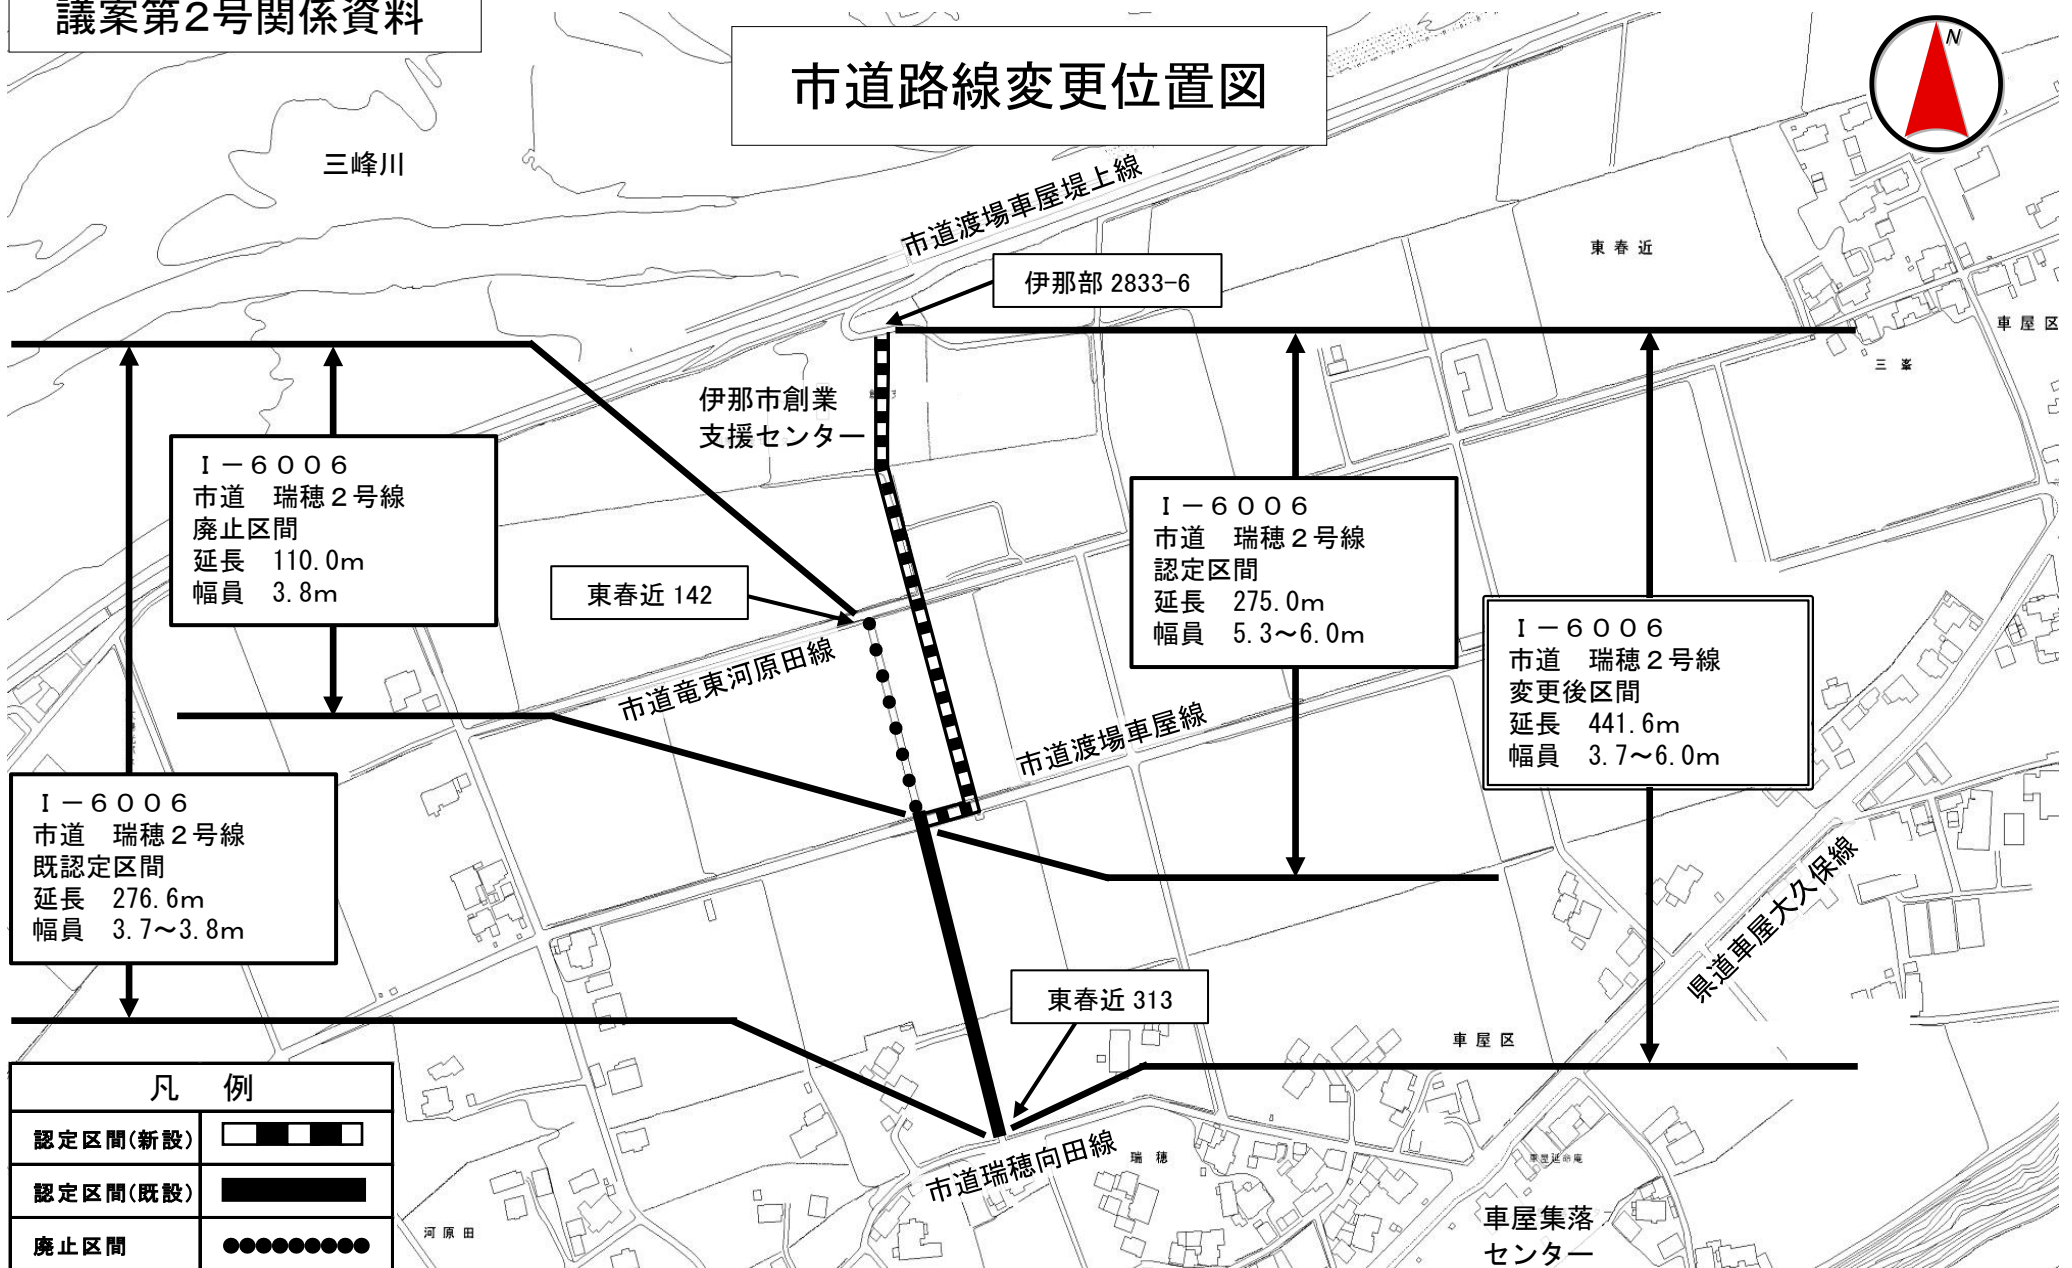 議案第2号関係資料
市道路線変更位置図
N
三峰川
市道渡場車屋堤上線
東春近
伊那部 2833-6
車屋区
三峯
伊那市創業
支援センター
Ⅰ－６００６
市道　瑞穂２号線
廃止区間
延長　110.0m
幅員　3.8m
Ⅰ－６００６
市道　瑞穂２号線
認定区間
延長　275.0m
幅員　5.3～6.0m
東春近 142
Ⅰ－６００６
市道　瑞穂２号線
変更後区間
延長　441.6m
幅員　3.7～6.0m
市道竜東河原田線
市道渡場車屋線
Ⅰ－６００６
市道　瑞穂２号線
既認定区間
延長　276.6m
幅員　3.7～3.8m
県道車屋大久保線
東春近 313
車屋区
凡　例
認定区間(新設)
認定区間(既設)
廃止区間
市道瑞穂向田線
瑞穂
河原田
車屋集落
センター